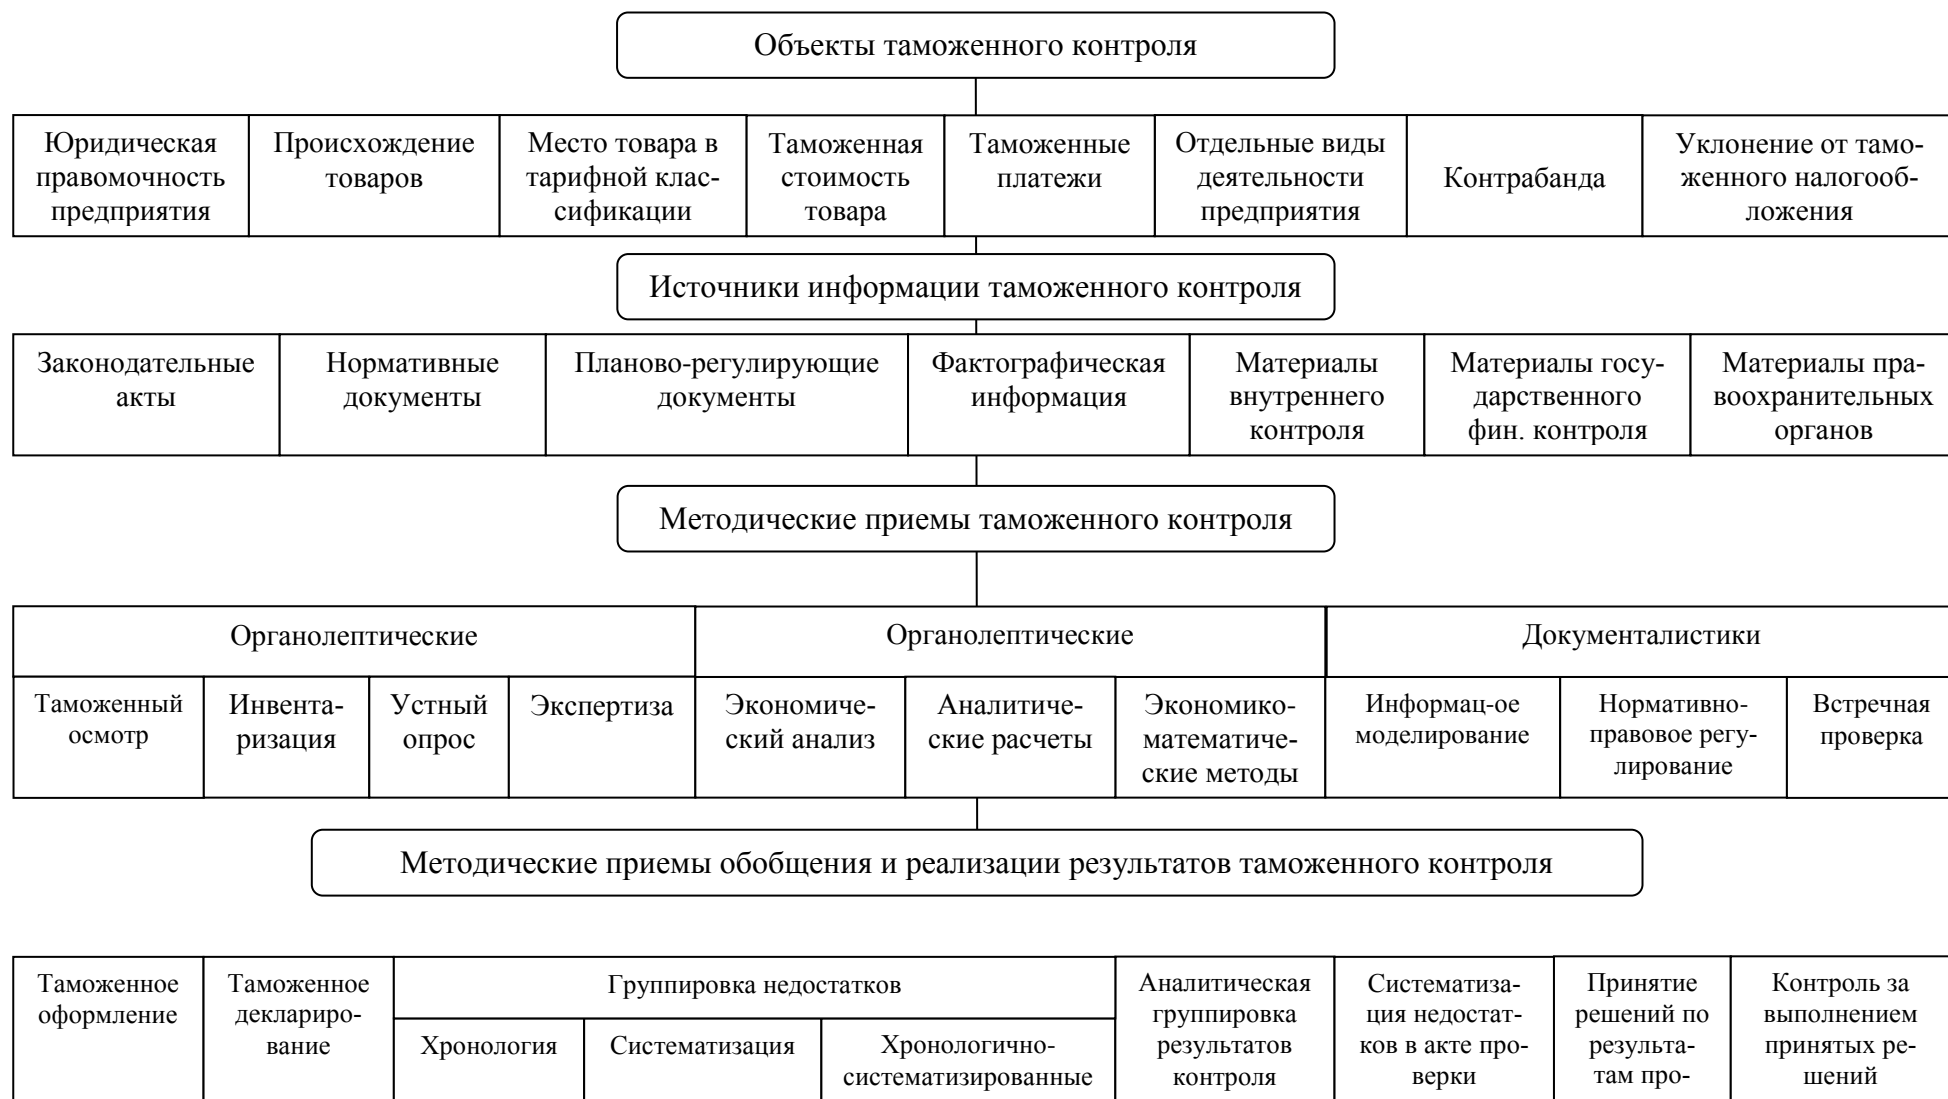 Объекты таможенного контроля
Юридическая
правомочность
предприятия
Происхождение
товаров
Место товара в
тарифной клас-
сификации
Таможенная
стоимость
товара
Таможенные
платежи
Отдельные виды
деятельности
предприятия
Контрабанда
Уклонение от тамо-
женного налогооб-
ложения
Источники информации таможенного контроля
Законодательные
акты
Нормативные
документы
Планово-регулирующие
документы
Фактографическая
информация
Материалы
внутреннего
контроля
Материалы госу-
дарственного
фин. контроля
Материалы пра-
воохранительных
органов
Методические приемы таможенного контроля
Органолептические
Органолептические
Документалистики
Таможенный
осмотр
Инвента-
ризация
Устный
опрос
Экспертиза
Экономиче-
ский анализ
Аналитиче-
ские расчеты
Экономико-
математиче-
ские методы
Информац-ое
моделирование
Нормативно-
правовое регу-
лирование
Встречная
проверка
Методические приемы обобщения и реализации результатов таможенного контроля
Таможенное
оформление
Таможенное
деклариро-
вание
Группировка недостатков
Хронология
Систематизация
Хронологично-
систематизированные
Аналитическая
группировка
результатов
контроля
Система­тиза-
ция недостат-
ков в акте про-
верки
Принятие
решений по
результа-
там про-
Контроль за
выполнением
принятых ре-
шений